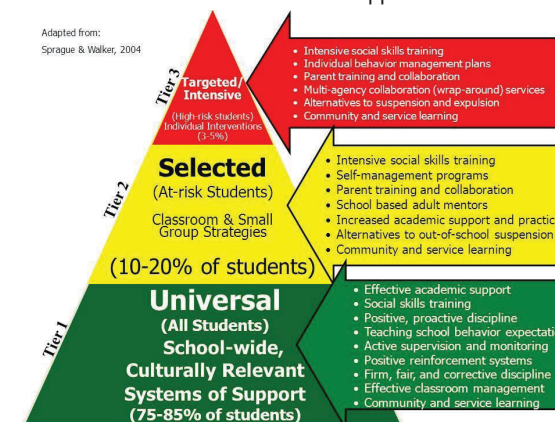 Adapted from:
Sprague & Walker, 2004
Tier 3
Targeted/
Intensive
(High-risk students)
Individual Interventions
(3-5%)
• Intensive social skills training
• Individual behavior management plans
• Parent training and collaboration
• Multi-agency collaboration (wrap-around) services
• Alternatives to suspension and expulsion
• Community and service learning
Tier 2
Selected
(At-risk Students)
Classroom & Small
Group Strategies
(10-20% of students)
• Intensive social skills training
• Self-management programs
• Parent training and collaboration
• School based adult mentors
• Increased academic support and practic
• Alternatives to out-of-school suspension
• Community and service learning
Tier 1
Universal
(All Students)
School-wide,
Culturally Relevant
Systems of Support
(75-85% of students)
• Effective academic support
• Social skills training
• Positive, proactive discipline
• Teaching school behavior expectati
• Active supervision and monitoring
• Positive reinforcement systems
• Firm, fair, and corrective discipline
• Effective classroom management
• Community and service learning